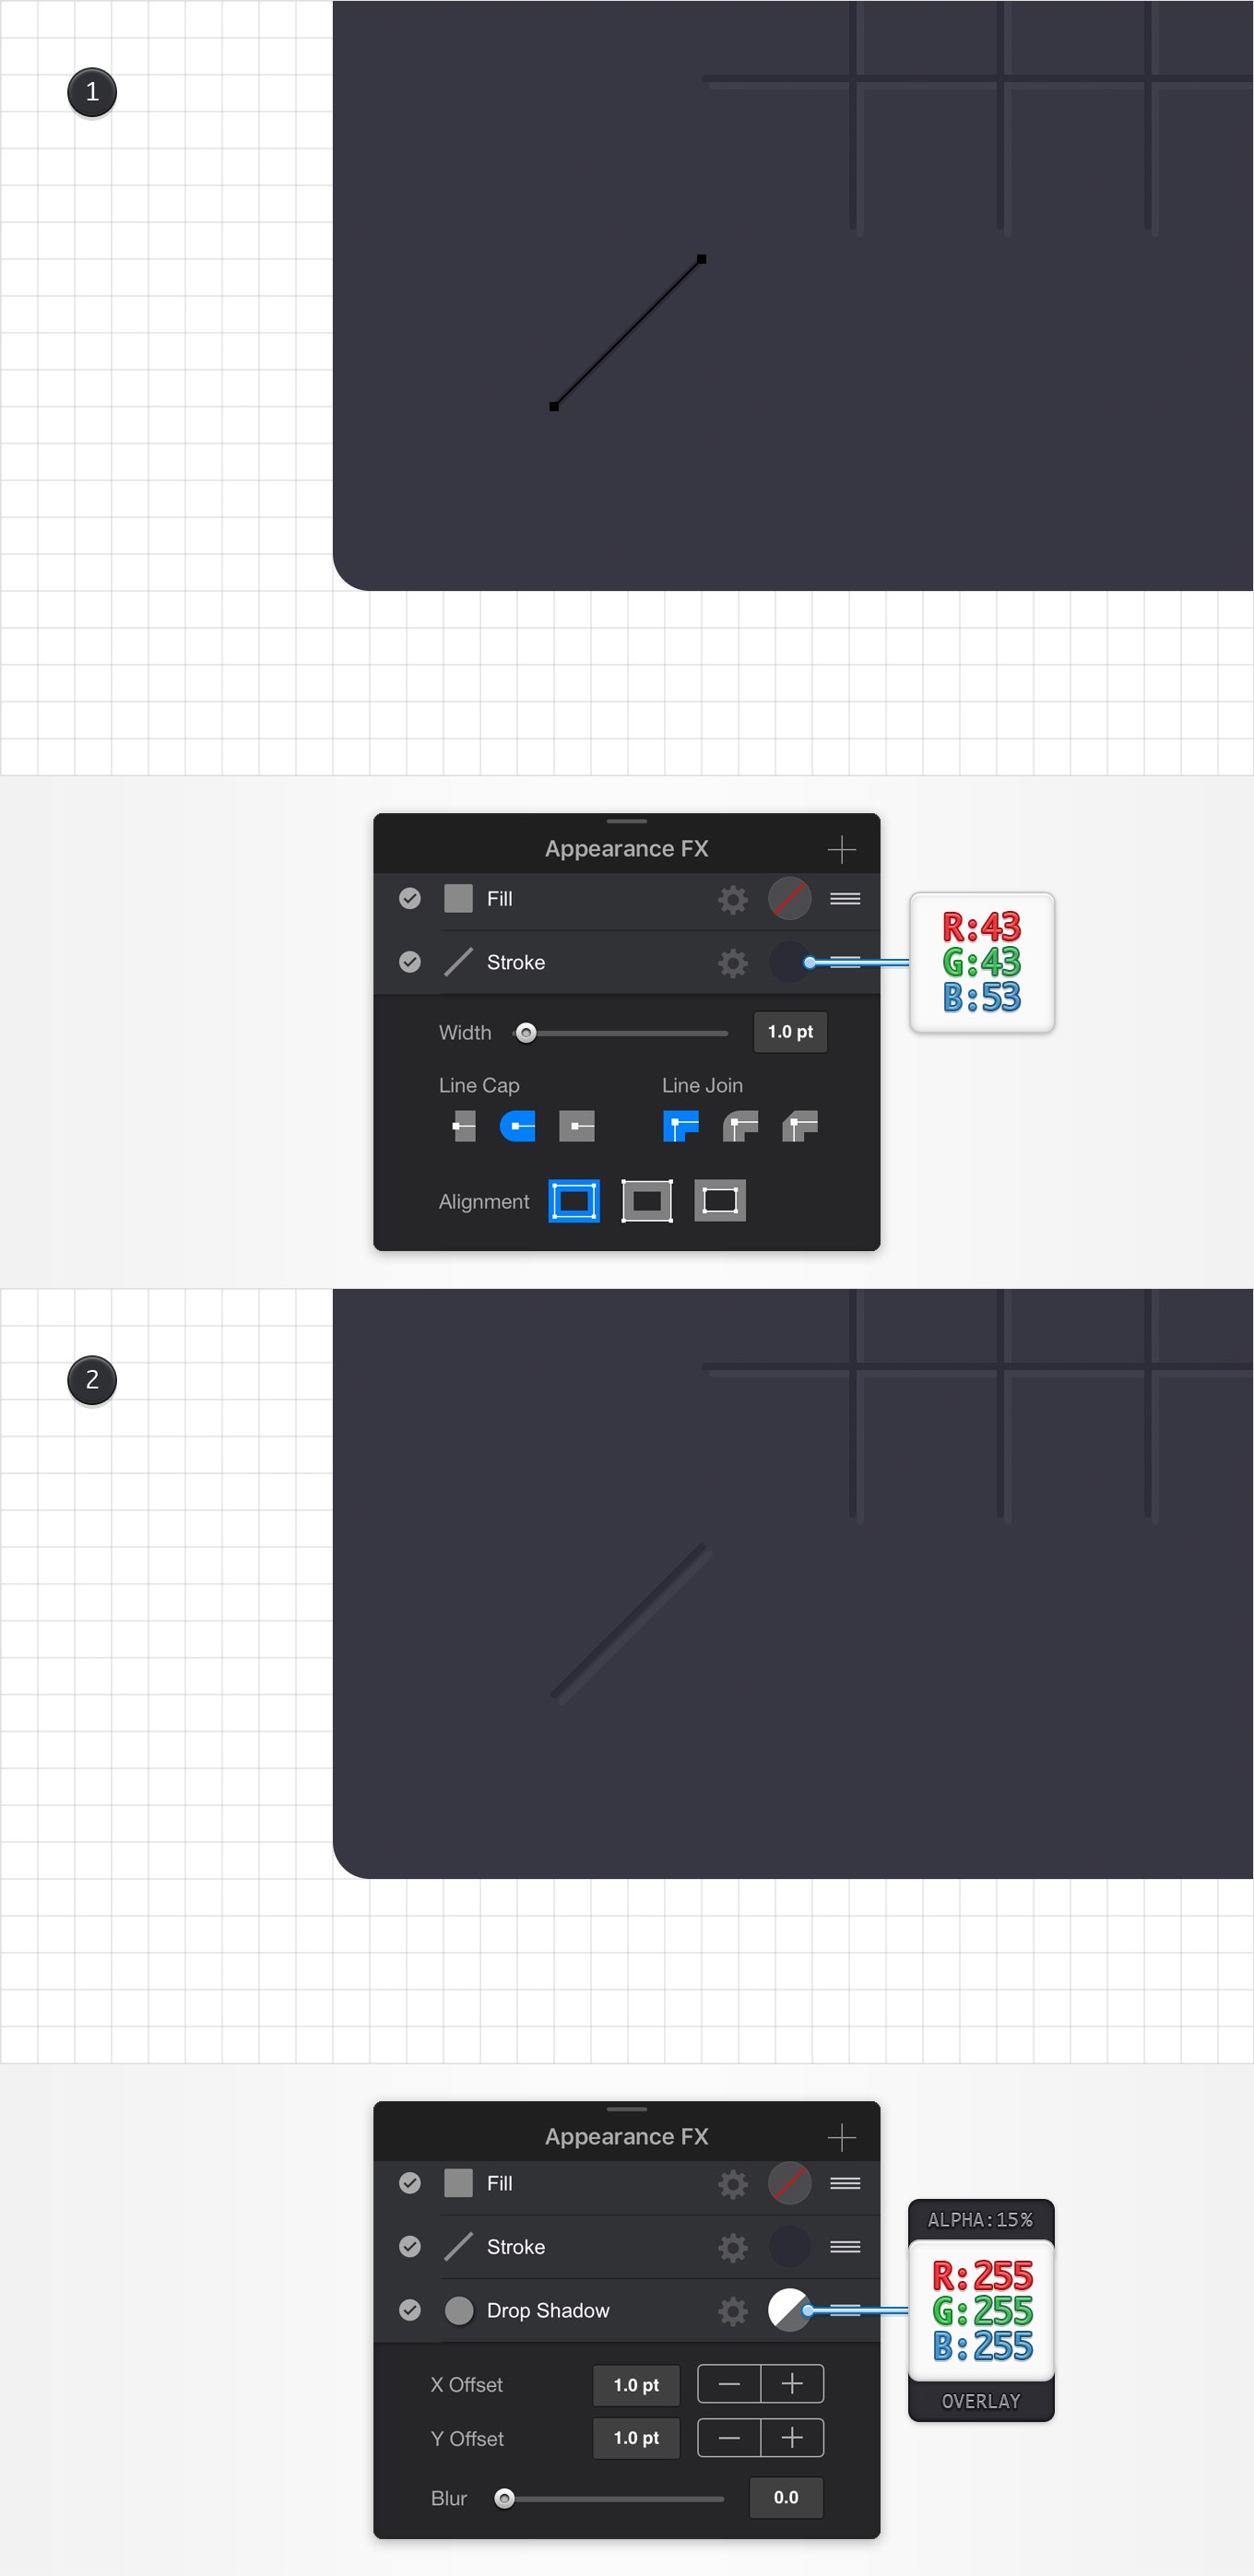 1
Appearance FX
Fill
Stroke
R:43
G:43
B:53
Width
1.0 pt
Line Cap
Line Join
Alignment
2
Appearance FX
Fill
Stroke
Drop Shadow
ALPHA:15%
R:255
G:255
B:255
OVERLAY
X Offset
1.0 pt
Y Offset
1.0 pt
Blur
0.0